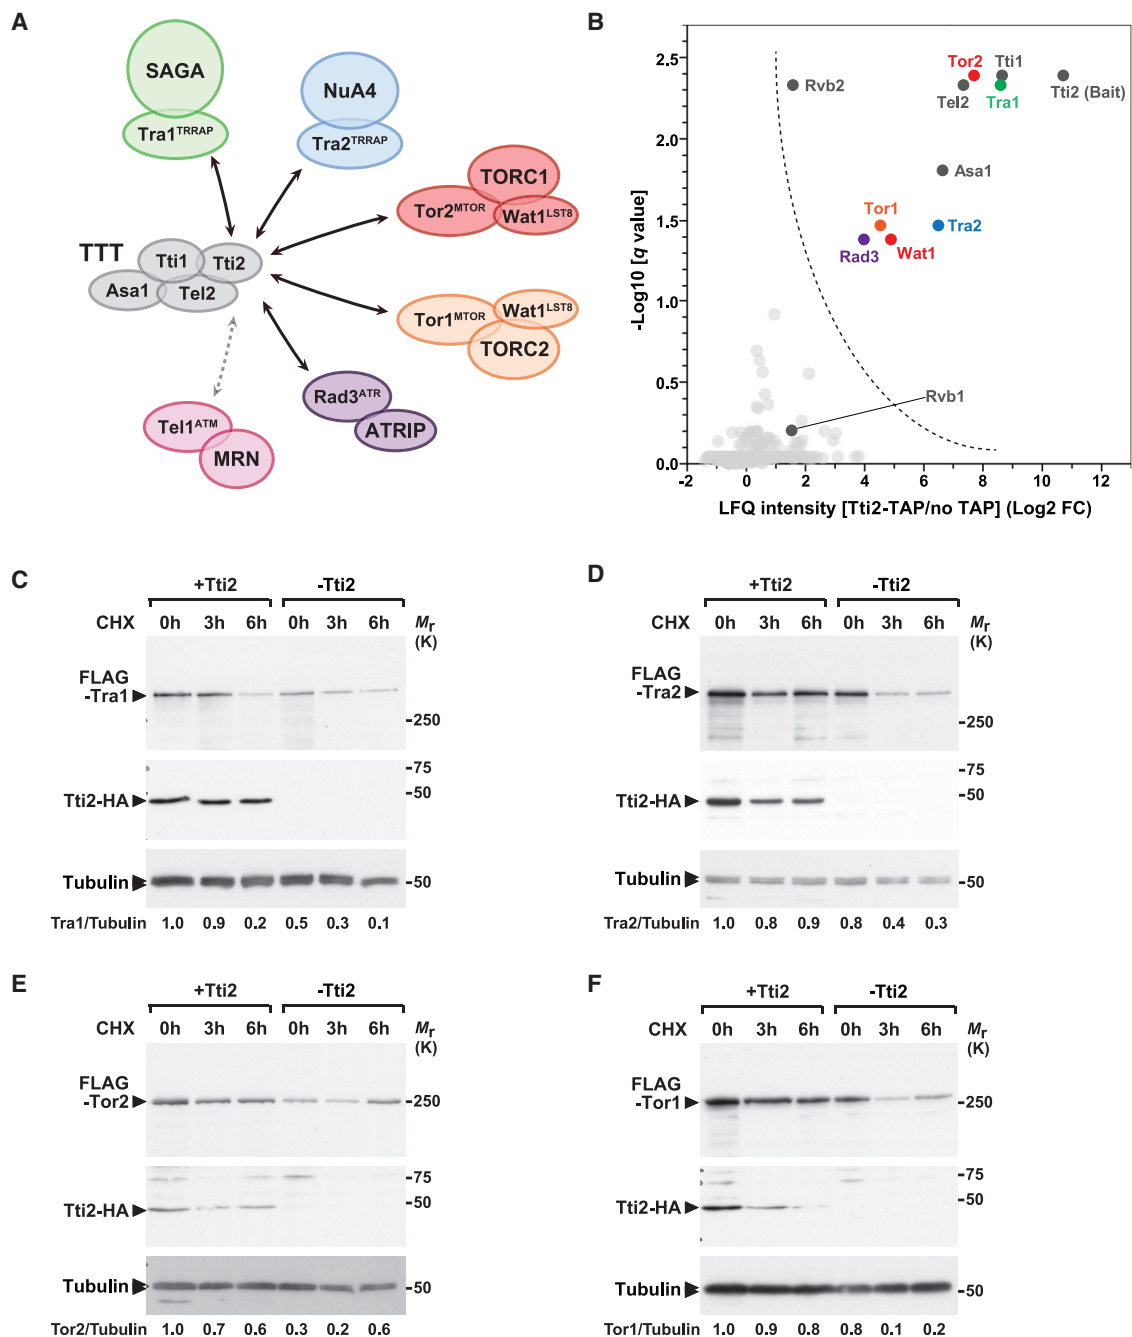 A
SAGA
Tra1TRRAP
NuA4
Tra2TRRAP
TORC1
Tor2MTOR
Wat1LST8
TTT
Tti1
Tti2
Asa1
Tel2
Tor1MTOR
Wat1LST8
TORC2
Rad3ATR
ATRIP
Tel1ATM
MRN
B
-Log10 [q value]
2.5
2.0
1.5
1.0
0.5
0.0
-2 0 2 4 6 8 10 12
LFQ intensity [Tti2-TAP/no TAP] (Log2 FC)
Rvb2
Tor2
Tti1
Tel2
Tra1
Tti2 (Bait)
Asa1
Tor1
Tra2
Rad3
Wat1
Rvb1
C
+Tti2 -Tti2
CHX 0h 3h 6h 0h 3h 6h Mr
(K)
FLAG
-Tra1
-250
-75
-50
Tti2-HA
Tubulin
-50
Tra1/Tubulin 1.0 0.9 0.2 0.5 0.3 0.1
D
+Tti2 -Tti2
CHX 0h 3h 6h 0h 3h 6h Mr
(K)
FLAG
-Tra2
-250
-75
-50
Tti2-HA
Tubulin
-50
Tra2/Tubulin 1.0 0.8 0.9 0.8 0.4 0.3
E
+Tti2 -Tti2
CHX 0h 3h 6h 0h 3h 6h Mr
(K)
FLAG
-Tor2
-250
-75
-50
Tti2-HA
Tubulin
-50
Tor2/Tubulin 1.0 0.7 0.6 0.3 0.2 0.6
F
+Tti2 -Tti2
CHX 0h 3h 6h 0h 3h 6h Mr
(K)
FLAG
-Tor1
-250
-75
-50
Tti2-HA
Tubulin
-50
Tor1/Tubulin 1.0 0.9 0.8 0.8 0.1 0.2